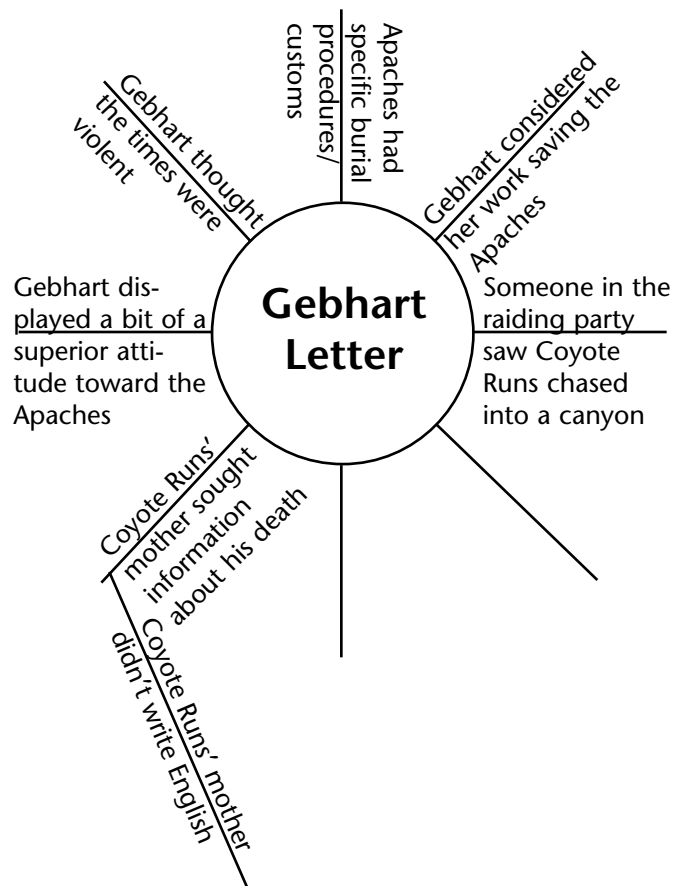 Gebhart
Letter
Apaches had
specific burial
procedures/
customs
Gebhart considered
her work saving the
Apaches
Someone in the
raiding party
saw Coyote
Runs chased
into a canyon
Coyote Runs'
mother sought
information
about his death
Coyote Runs' mother
didn't write English
Gebhart dis-
played a bit of a
superior atti-
tude toward the
Apaches
Gebhart thought
the times were
violent